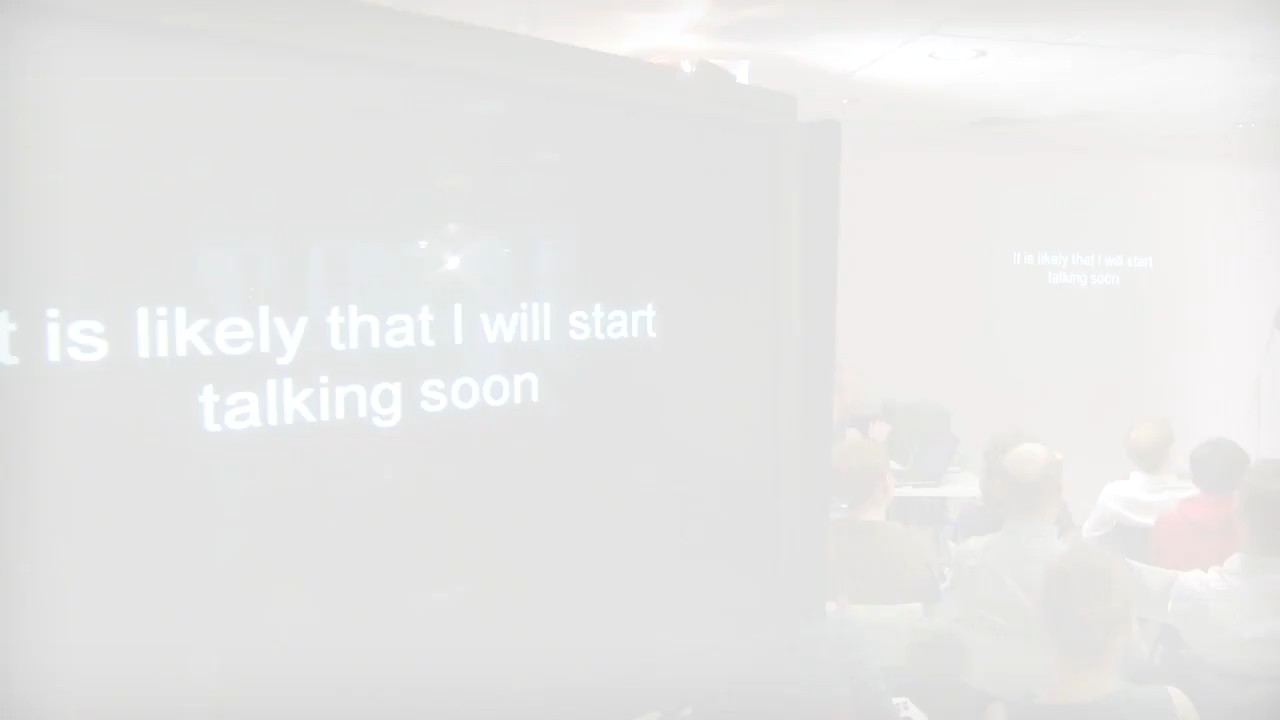 t is likely that I will start
talking soon
It is likely that I will start
talking soon